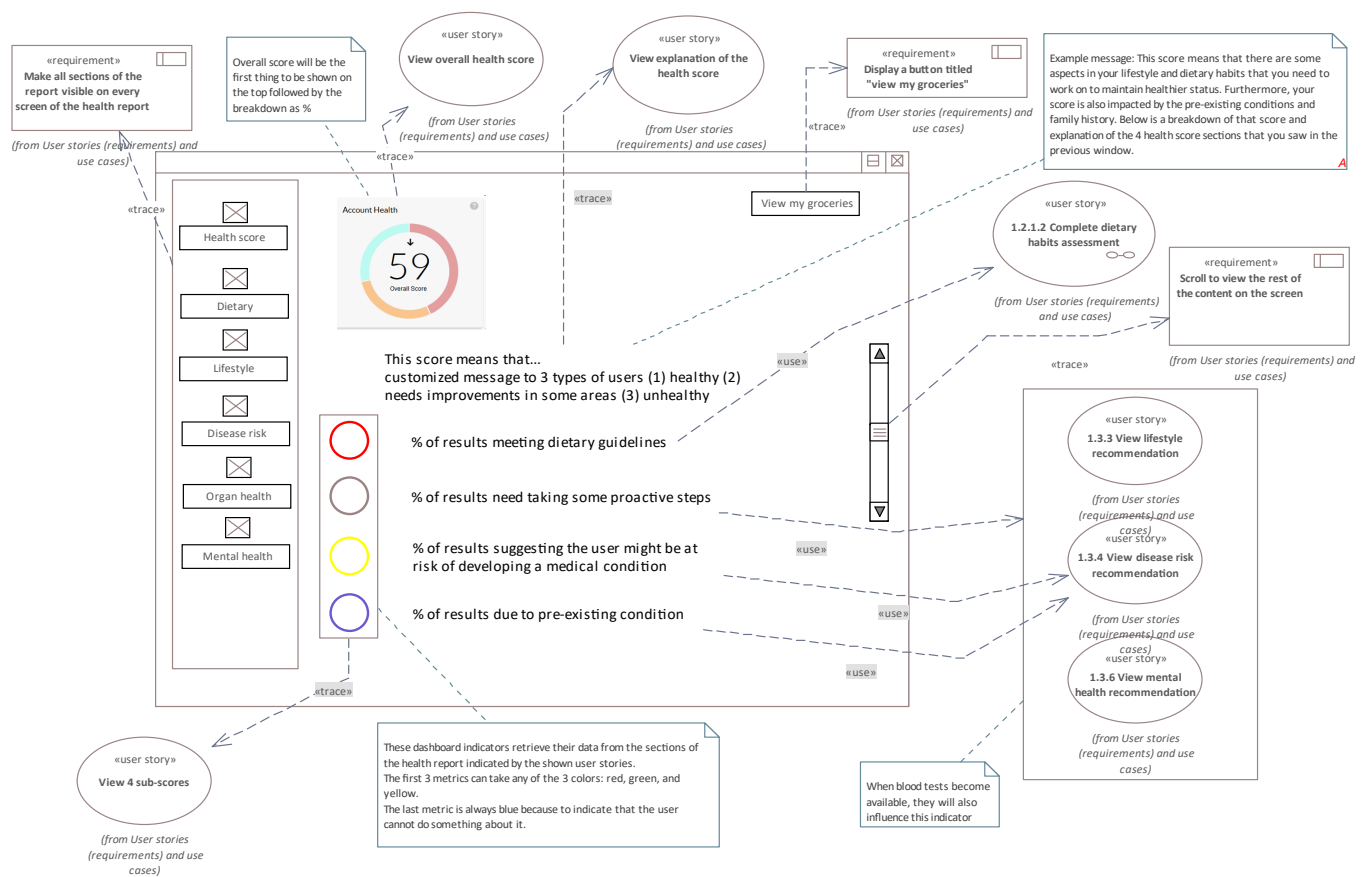 «requirement»
Make all sections of the
report visible on every
screen of the health report
(from User stories (requirements) and
use cases)
Overall score will be the
first thing to be shown on
the top followed by the
breakdown as %
«user story»
View overall health score
(from User stories
(requirements) and use cases)
«user story»
View explanation of the
health score
(from User stories
(requirements) and use cases)
«requirement»
Display a button titled
"view my groceries"
(from User stories (requirements) and
use cases)
Example message: This score means that there are some
aspects in your lifestyle and dietary habits that you need to
work on to maintain healthier status. Furthermore, your
score is also impacted by the pre-existing conditions and
family history. Below is a breakdown of that score and
explanation of the 4 health score sections that you saw in the
previous window.
A
«trace»
«trace»
«trace»
«trace»
View my groceries
Health score
Dietary
Lifestyle
Disease risk
Organ health
Mental health
Account Health
?
59
Overall Score
«user story»
1.2.1.2 Complete dietary
habits assessment
(from User stories (requirements)
and use cases)
«requirement»
Scroll to view the rest of
the content on the screen
(from User stories (requirements) and
use cases)
«trace»
«use»
This score means that...
customized message to 3 types of users (1) healthy (2)
needs improvements in some areas (3) unhealthy
% of results meeting dietary guidelines
% of results need taking some proactive steps
% of results suggesting the user might be at
risk of developing a medical condition
% of results due to pre-existing condition
«use»
«use»
«use»
«user story»
1.3.3 View lifestyle
recommendation
(from User stories
(requirements) and use
cases)
«user story»
1.3.4 View disease risk
recommendation
(from User stories
(requirements) and use
cases)
«user story»
1.3.6 View mental
health recommendation
(from User stories
(requirements) and use
cases)
«trace»
«user story»
View 4 sub-scores
(from User stories
(requirements) and use
cases)
These dashboard indicators retrieve their data from the sections of
the health report indicated by the shown user stories.
The first 3 metrics can take any of the 3 colors: red, green, and
yellow.
The last metric is always blue because to indicate that the user
cannot do something about it.
When blood tests become
available, they will also
influence this indicator